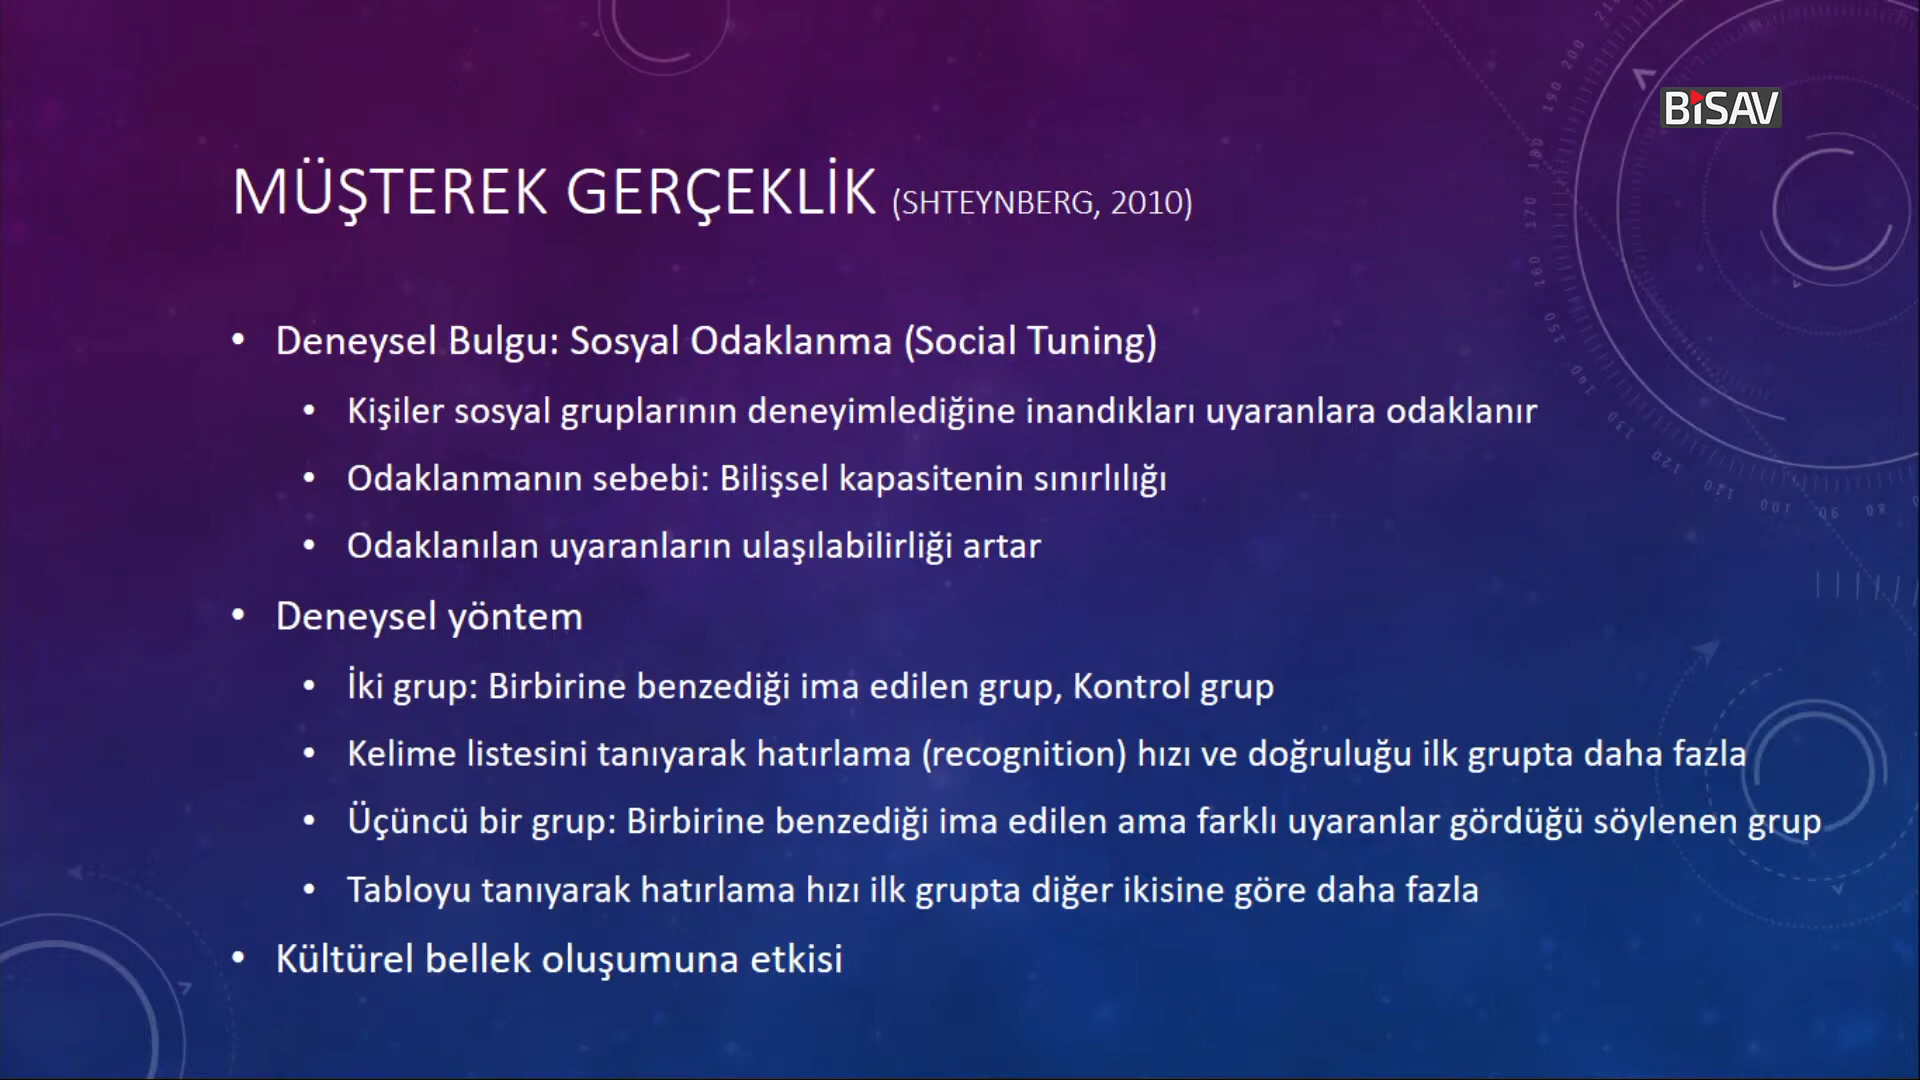 BİSAV
MÜŞTEREK GERÇEKLİK (SHTEYNBERG, 2010)
• Deneysel Bulgu: Sosyal Odaklanma (Social Tuning)
• Kişiler sosyal gruplarının deneyimlediğine inandıkları uyaranlara odaklanır
• Odaklanmanın sebebi: Bilişsel kapasitenin sınırlılığı
• Odaklanılan uyaranların ulaşılabilirliği artar
• Deneysel yöntem
• İki grup: Birbirine benzediği ima edilen grup, Kontrol grup
• Kelime listesini tanıyarak hatırlama (recognition) hızı ve doğruluğu ilk grupta daha fazla
• Üçüncü bir grup: Birbirine benzediği ima edilen ama farklı uyaranlar gördüğü söylenen grup
• Tabloyu tanıyarak hatırlama hızı ilk grupta diğer ikisine göre daha fazla
• Kültürel bellek oluşumuna etkisi